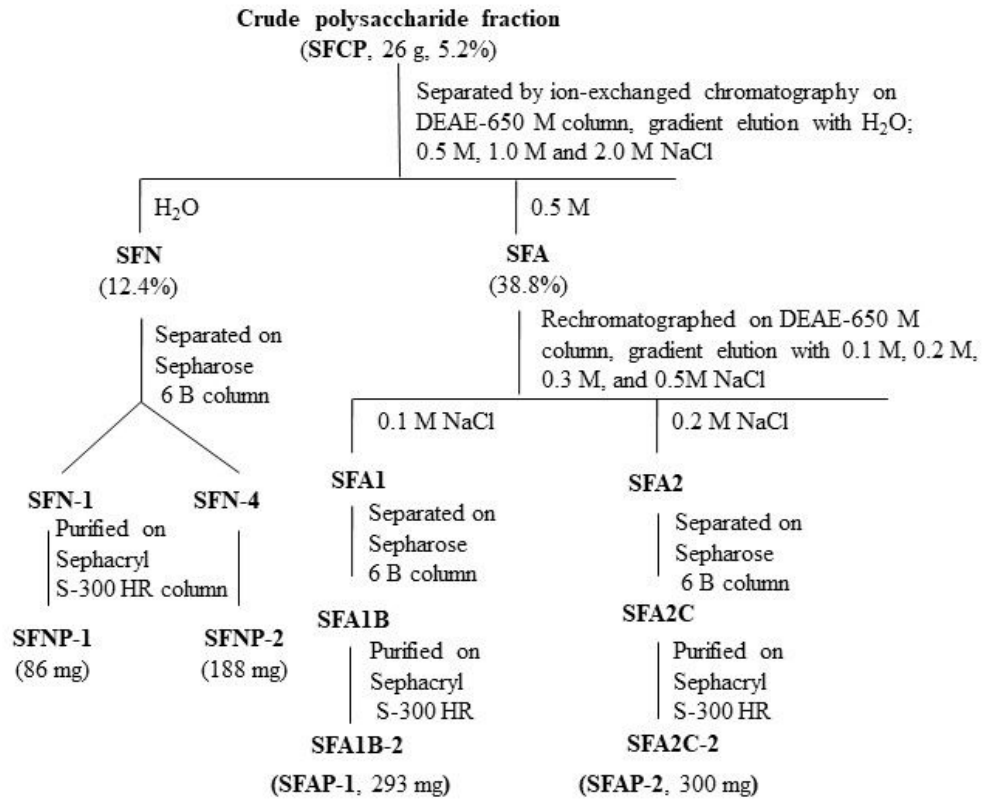 Crude polysaccharide fraction
(SFCP, 26 g, 5.2%)
Separated by ion-exchanged chromatography on
DEAE-650 M column, gradient elution with H₂O;
0.5 M, 1.0 M and 2.0 M NaCl
H₂O
0.5 M
SFN
(12.4%)
SFA
(38.8%)
Separated on
Sepharose
6 B column
Rechromatographed on DEAE-650 M
column, gradient elution with 0.1 M, 0.2 M,
0.3 M, and 0.5M NaCl
0.1 M NaCl
0.2 M NaCl
SFN-1
SFN-4
SFA1
SFA2
Purified on
Sephacryl
S-300 HR column
Separated on
Sepharose
6 B column
Separated on
Sepharose
6 B column
SFNP-1
(86 mg)
SFNP-2
(188 mg)
SFA1B
SFA2C
Purified on
Sephacryl
S-300 HR
Purified on
Sephacryl
S-300 HR
SFA1B-2
(SFAP-1, 293 mg)
SFA2C-2
(SFAP-2, 300 mg)